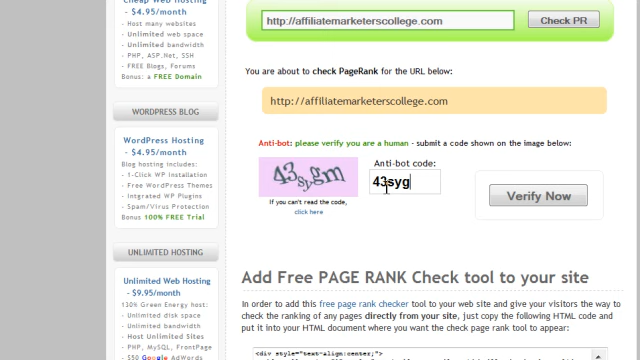 Cheap Web Hosting
- $4.95/month
- Host many websites
- Unlimited web space
- Unlimited bandwidth
- PHP, ASP.Net, SSH
- FREE Blogs, Forums
Bonus: a FREE Domain
WORDPRESS BLOG
WordPress Hosting
- $4.95/month
Blog hosting includes:
- 1-Click WP Installation
- Free WordPress Themes
- Intgrated WP Plugins
- Spam/Virus Protection
Bonus 100% FREE Trial
UNLIMITED HOSTING
Unlimited Web Hosting
- $9.95/month
130% Green Energy host:
- Unlimited disk space
- Unlimited bandwidth
- Host Unlimited Sites
- PHP, MySQL, FrontPage
- $50 Google AdWords
http://affiliatemarketerscollege.com
Check PR
You are about to check PageRank for the URL below:
http://affiliatemarketerscollege.com
Anti-bot: please verify you are a human - submit a code shown on the image below:
43sygm
Anti-bot code:
43syg
If you can't read the code,
click here
Verify Now
Add Free PAGE RANK Check tool to your site
In order to add this free page rank checker tool to your web site and give your visitors the way to
check the ranking of any pages directly from your site, just copy the following HTML code and
put it into your HTML document where you want the check page rank tool to appear:
<div style="text-align:center;">